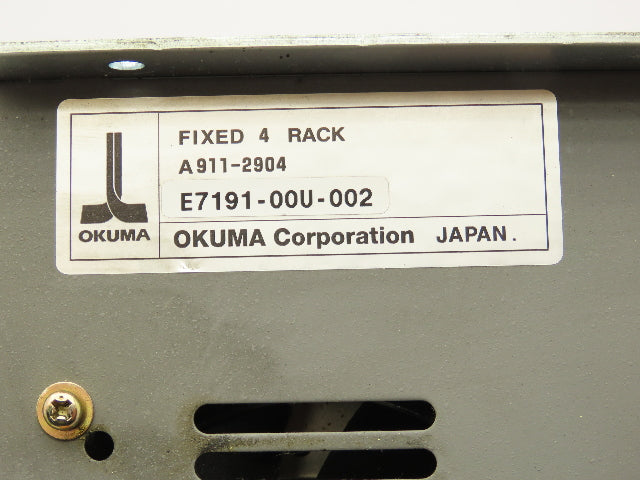 FIXED 4 RACK
A911-2904
E7191-00U-002
OKUMA
OKUMA Corporation JAPAN.